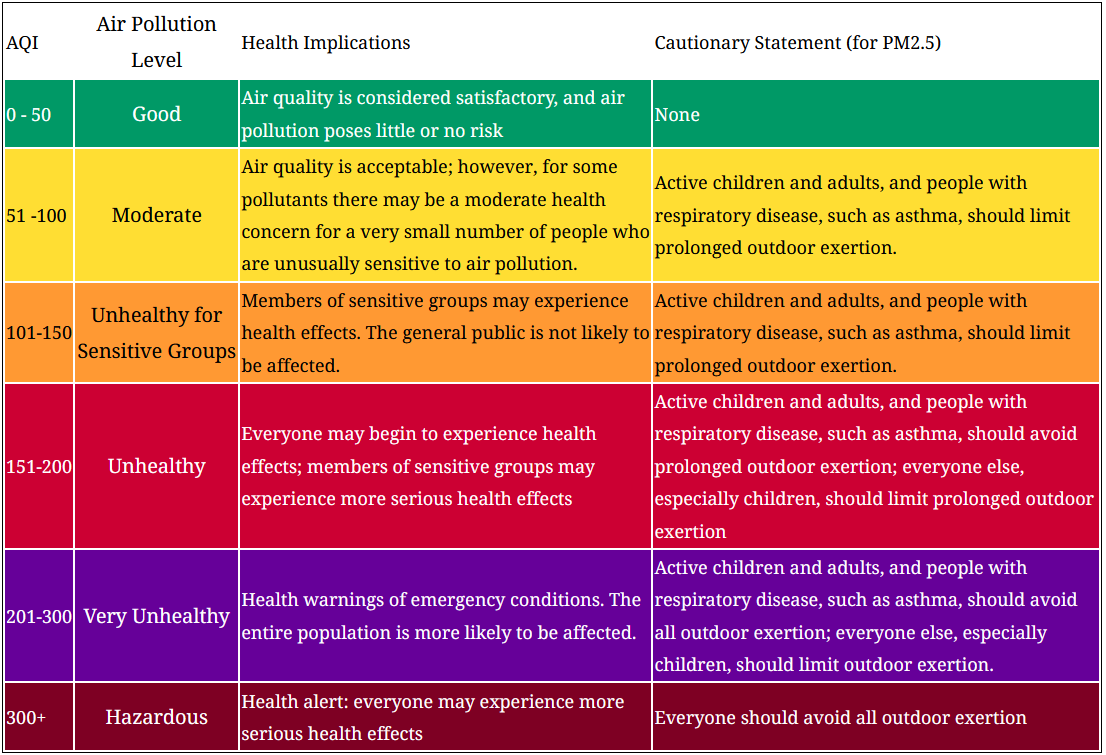 AQI
Air Pollution
Level
Health Implications
Cautionary Statement (for PM2.5)
0 - 50
Good
Air quality is considered satisfactory, and air
pollution poses little or no risk
None
51 -100
Moderate
Air quality is acceptable; however, for some
pollutants there may be a moderate health
concern for a very small number of people who
are unusually sensitive to air pollution.
Active children and adults, and people with
respiratory disease, such as asthma, should limit
prolonged outdoor exertion.
101-150
Unhealthy for
Sensitive Groups
Members of sensitive groups may experience
health effects. The general public is not likely to
be affected.
Active children and adults, and people with
respiratory disease, such as asthma, should limit
prolonged outdoor exertion.
151-200
Unhealthy
Everyone may begin to experience health
effects; members of sensitive groups may
experience more serious health effects
Active children and adults, and people with
respiratory disease, such as asthma, should avoid
prolonged outdoor exertion; everyone else,
especially children, should limit prolonged outdoor
exertion
201-300
Very Unhealthy
Health warnings of emergency conditions. The
entire population is more likely to be affected.
Active children and adults, and people with
respiratory disease, such as asthma, should avoid
all outdoor exertion; everyone else, especially
children, should limit outdoor exertion.
300+
Hazardous
Health alert: everyone may experience more
serious health effects
Everyone should avoid all outdoor exertion